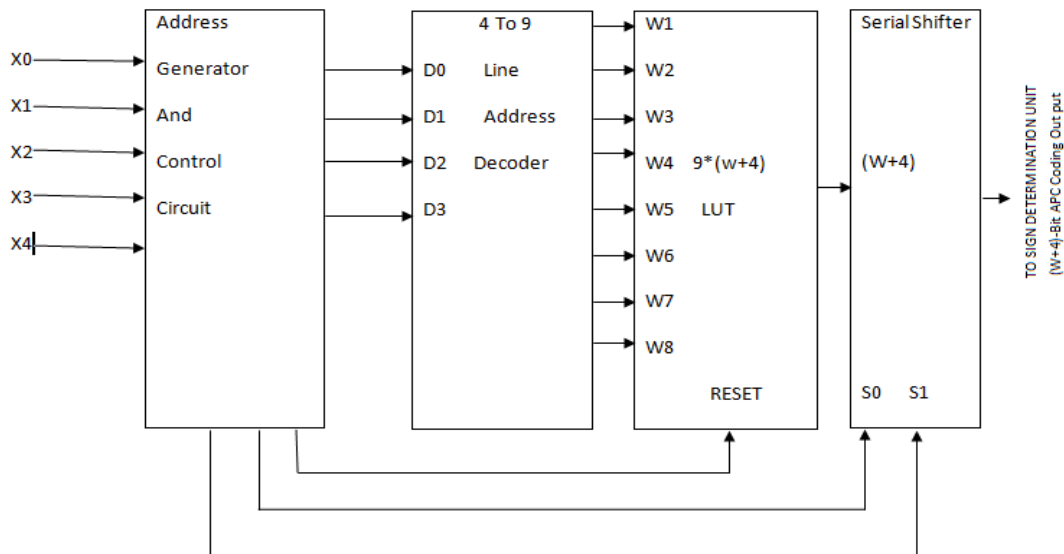 X0
X1
X2
X3
X4
Address
Generator
And
Control
Circuit
4 To 9
D0 Line
D1 Address
D2 Decoder
D3
W1
W2
W3
W4 9*(w+4)
W5 LUT
W6
W7
W8
RESET
Serial Shifter
(W+4)
S0 S1
TO SIGN DETERMINATION UNIT
(W+4)-Bit APC Coding Out put